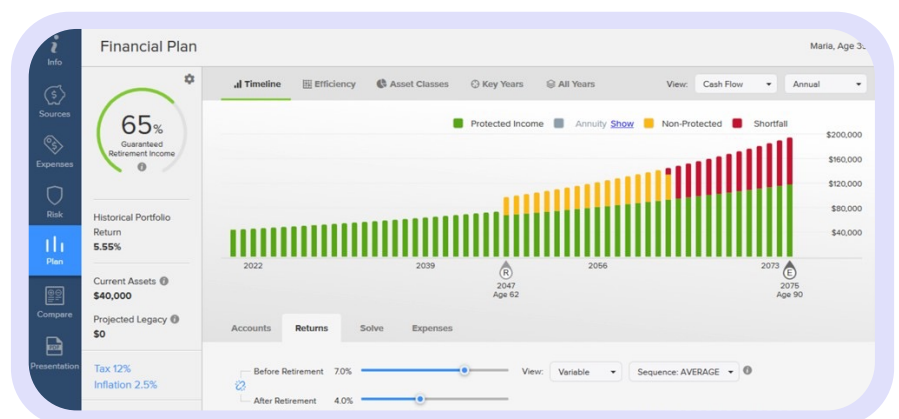 Info
Sources
Expenses
Risk
Plan
Compare
PDF
Presentation
Financial Plan
Maria, Age 35
65%
Guaranteed
Retirement Income
Historical Portfolio
Return
5.55%
Current Assets
$40,000
Projected Legacy
$0
Tax 12%
Inflation 2.5%
Timeline Efficiency Asset Classes Key Years All Years View: Cash Flow Annual
Protected Income Annuity Show Non-Protected Shortfall
$200,000
$160,000
$120,000
$80,000
$40,000
2022 2039 2056 2073
R E
2047 2075
Age 62 Age 90
Accounts Returns Solve Expenses
Before Retirement 7.0% View: Variable Sequence: AVERAGE
After Retirement 4.0%